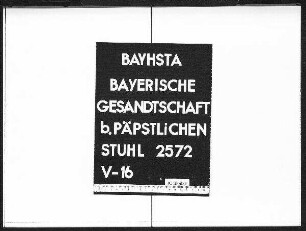 BAYHSTA
BAYERISCHE
GESANDTSCHAFT
b. PÄPSTLiCHEN
STUHL 2572
V-16